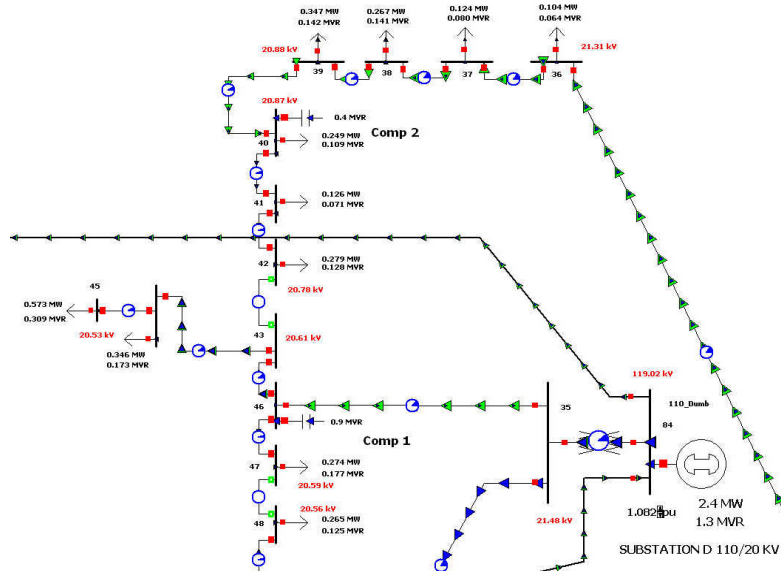 0.347 MW
0.142 MVR
0.267 MW
0.141 MVR
0.124 MW
0.080 MVR
0.104 MW
0.064 MVR
20.88 kV
21.31 kV
39
38
37
36
20.87 kV
0.4 MVR
Comp 2
0.249 MW
0.109 MVR
40
0.126 MW
0.071 MVR
41
0.279 MW
0.128 MVR
42
20.78 kV
45
0.573 MW
0.309 MVR
20.53 kV
0.346 MW
0.173 MVR
43
20.61 kV
119.02 kV
35
110_Dumb
84
46
0.9 MVR
Comp 1
47
0.274 MW
0.177 MVR
20.59 kV
20.56 kV
48
0.265 MW
0.125 MVR
21.48 kV
2.4 MW
1.3 MVR
SUBSTATION D 110/20 KV